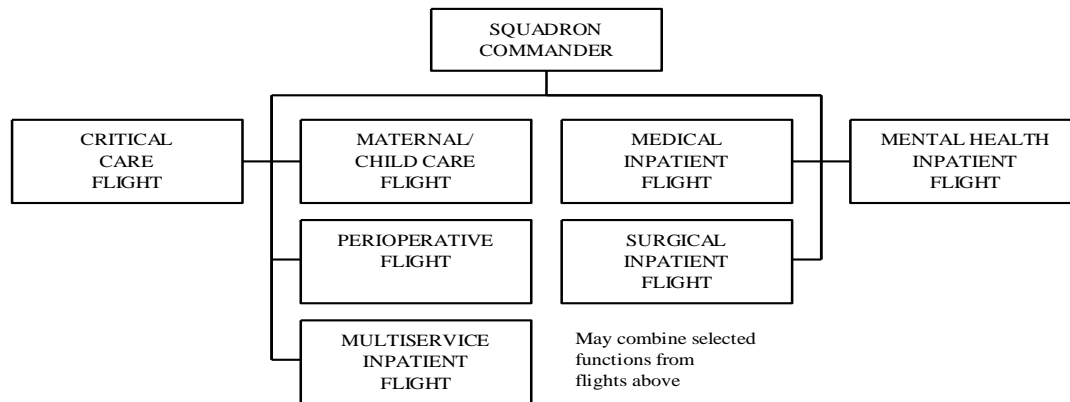 SQUADRON
COMMANDER
CRITICAL
CARE
FLIGHT
MATERNAL/
CHILD CARE
FLIGHT
MEDICAL
INPATIENT
FLIGHT
MENTAL HEALTH
INPATIENT
FLIGHT
PERIOPERATIVE
FLIGHT
SURGICAL
INPATIENT
FLIGHT
MULTISERVICE
INPATIENT
FLIGHT
May combine selected
functions from
flights above